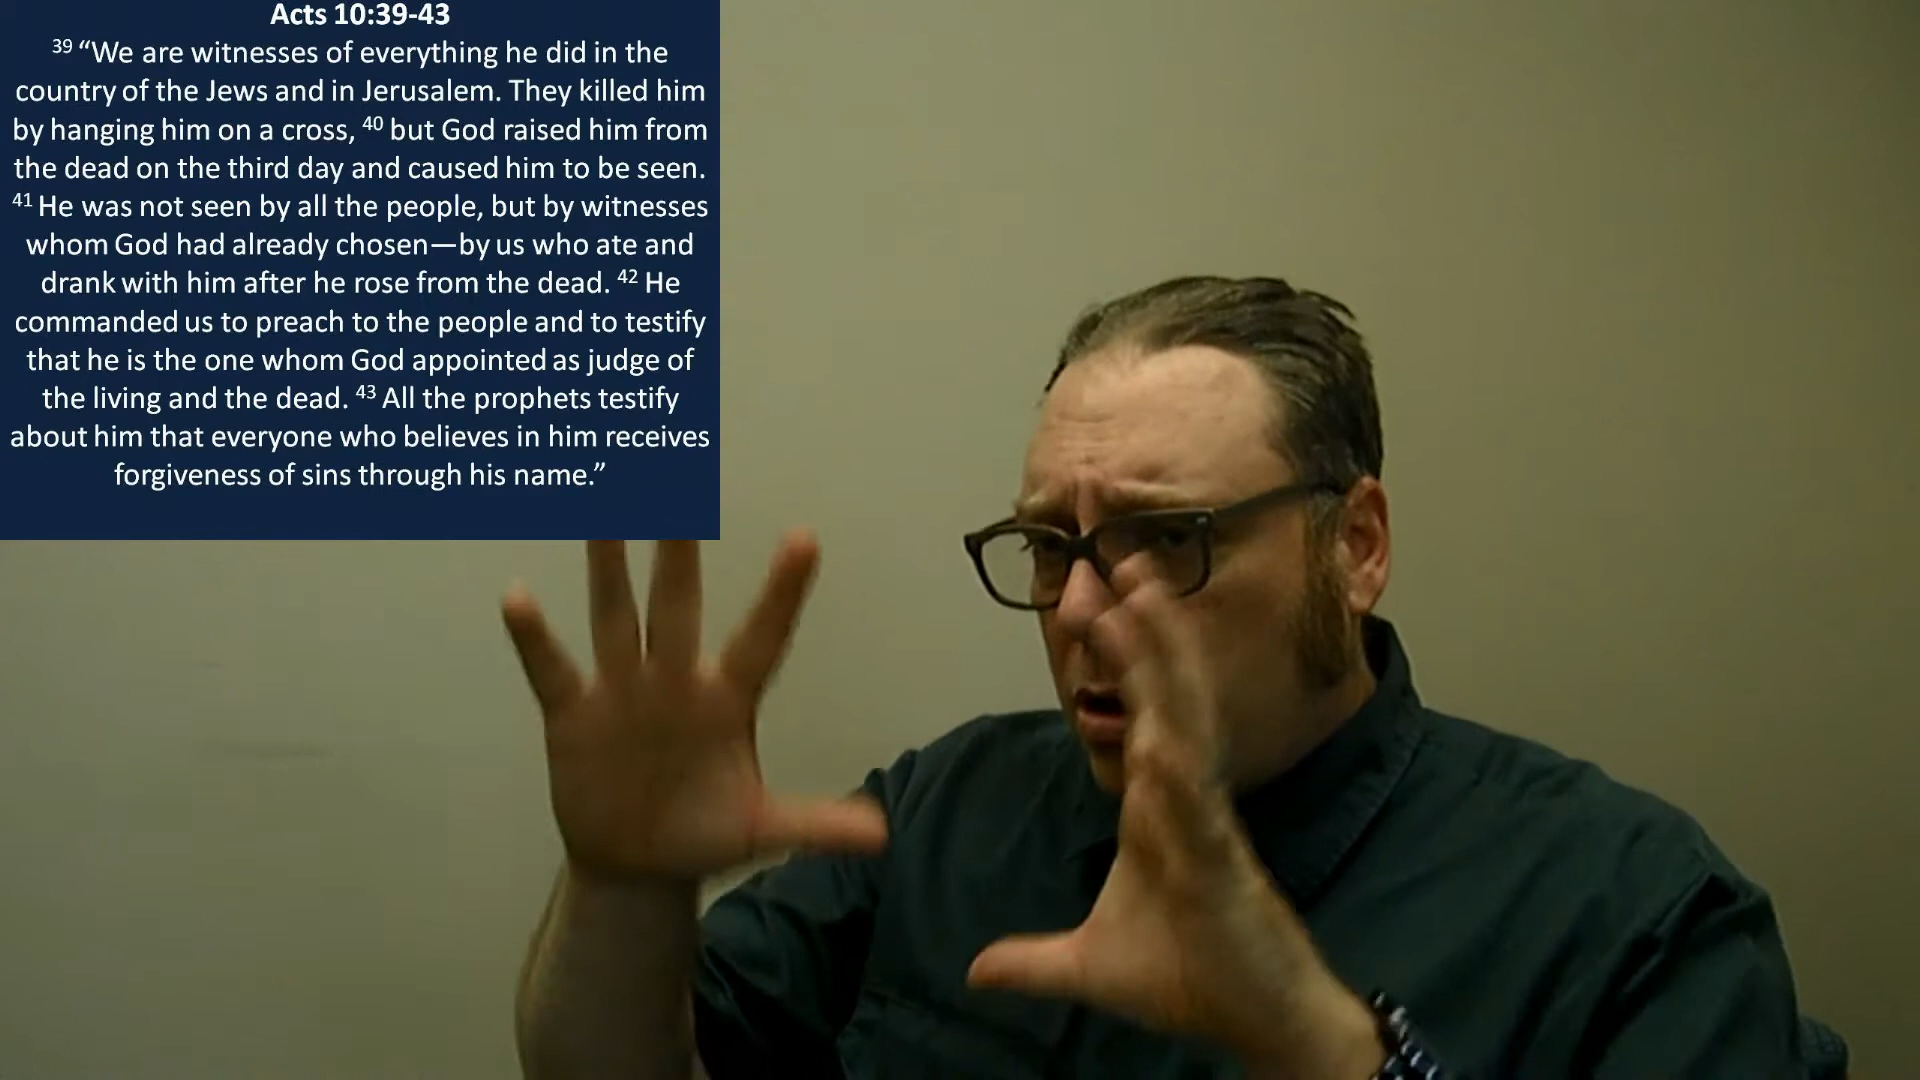 Acts 10:39-43
39 “We are witnesses of everything he did in the
country of the Jews and in Jerusalem. They killed him
by hanging him on a cross, 40 but God raised him from
the dead on the third day and caused him to be seen.
41 He was not seen by all the people, but by witnesses
whom God had already chosen—by us who ate and
drank with him after he rose from the dead. 42 He
commanded us to preach to the people and to testify
that he is the one whom God appointed as judge of
the living and the dead. 43 All the prophets testify
about him that everyone who believes in him receives
forgiveness of sins through his name.”